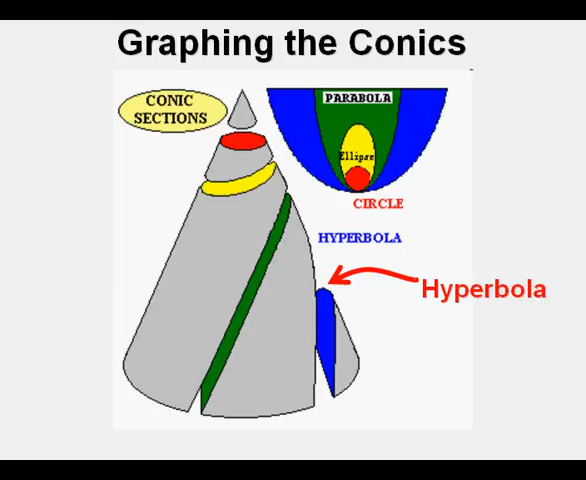 Graphing the Conics
CONIC
SECTIONS
PARABOLA
Ellipse
CIRCLE
HYPERBOLA
Hyperbola